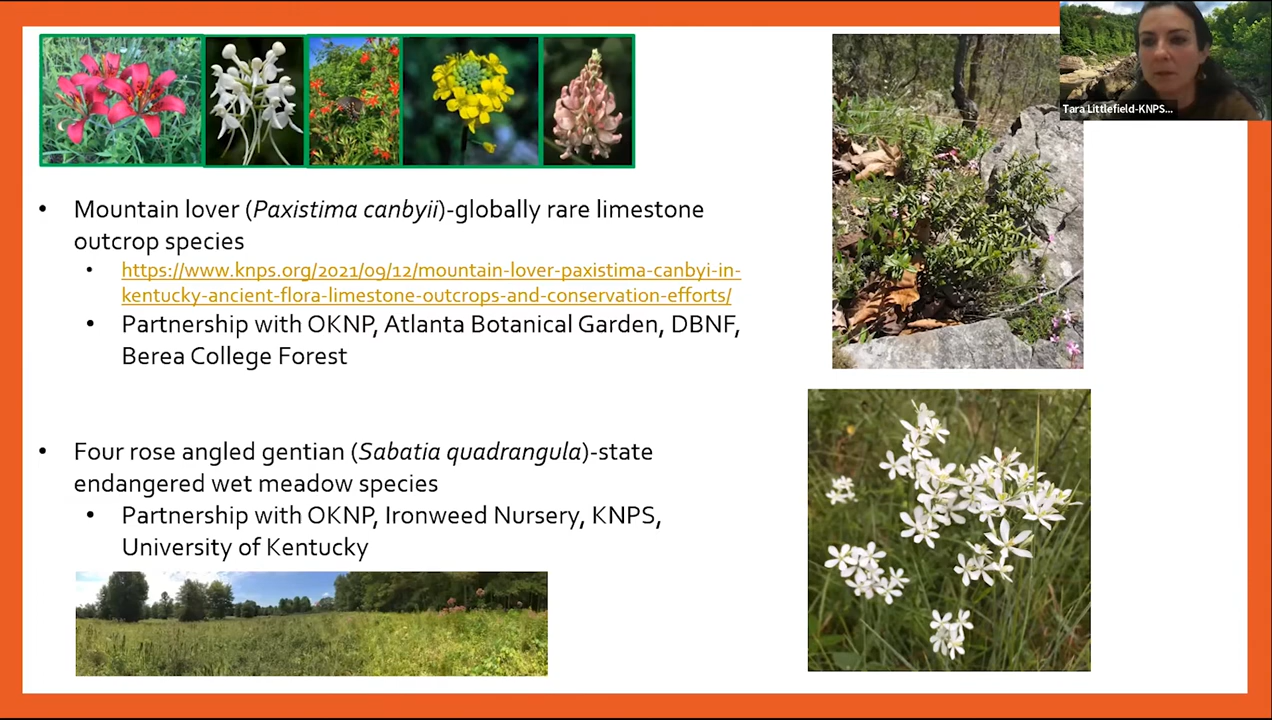 Tara Littlefield-KNPS...
• Mountain lover (Paxistima canbyii)-globally rare limestone
outcrop species
• https://www.knps.org/2021/09/12/mountain-lover-paxistima-canbyi-in-
kentucky-ancient-flora-limestone-outcrops-and-conservation-efforts/
• Partnership with OKNP, Atlanta Botanical Garden, DBNF,
Berea College Forest
• Four rose angled gentian (Sabatia quadrangula)-state
endangered wet meadow species
• Partnership with OKNP, Ironweed Nursery, KNPS,
University of Kentucky